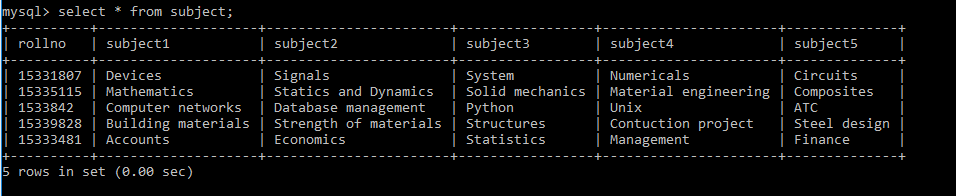 mysql> select * from subject;
| rollno | subject1 | subject2 | subject3 | subject4 | subject5 |
| 15331807 | Devices | Signals | System | Numericals | Circuits |
| 15335115 | Mathematics | Statics and Dynamics | Solid mechanics | Material engineering | Composites |
| 1533842 | Computer networks | Database management | Python | Unix | ATC |
| 15339828 | Building materials | Strength of materials | Structures | Contuction project | Steel design |
| 15333481 | Accounts | Economics | Statistics | Management | Finance |
5 rows in set (0.00 sec)